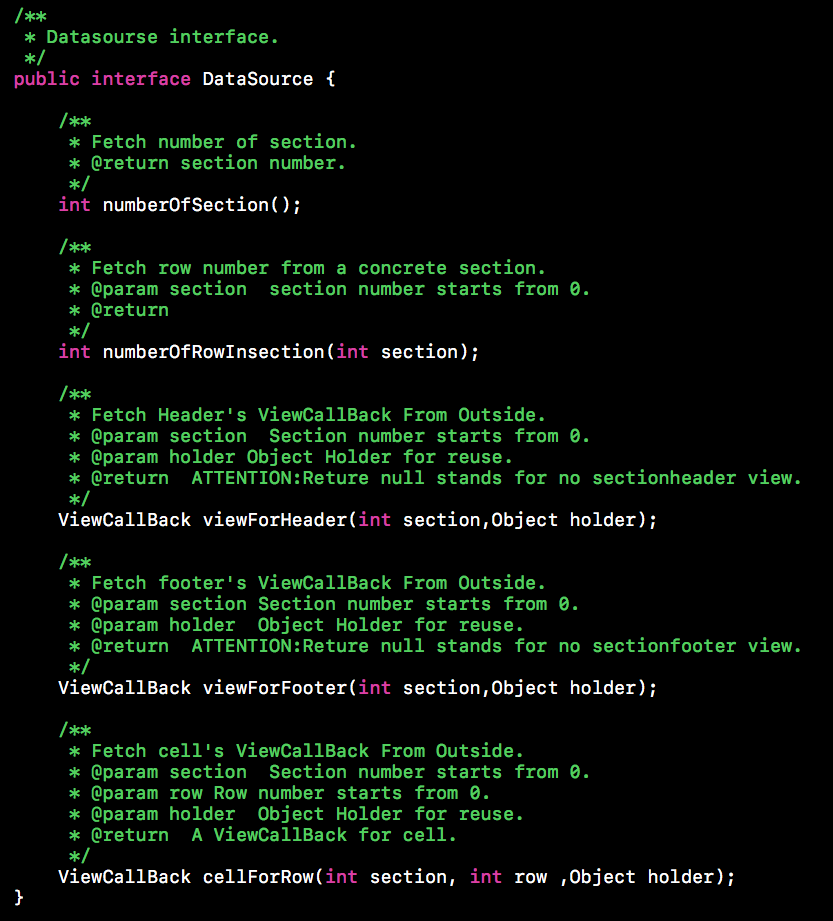 /**
 * Datasourse interface.
 */
public interface DataSource {

    /**
     * Fetch number of section.
     * @return section number.
     */
    int numberOfSection();

    /**
     * Fetch row number from a concrete section.
     * @param section  section number starts from 0.
     * @return
     */
    int numberOfRowInsection(int section);

    /**
     * Fetch Header's ViewCallBack From Outside.
     * @param section  Section number starts from 0.
     * @param holder Object Holder for reuse.
     * @return  ATTENTION:Reture null stands for no sectionheader view.
     */
    ViewCallBack viewForHeader(int section,Object holder);

    /**
     * Fetch footer's ViewCallBack From Outside.
     * @param section Section number starts from 0.
     * @param holder  Object Holder for reuse.
     * @return  ATTENTION:Reture null stands for no sectionfooter view.
     */
    ViewCallBack viewForFooter(int section,Object holder);

    /**
     * Fetch cell's ViewCallBack From Outside.
     * @param section  Section number starts from 0.
     * @param row Row number starts from 0.
     * @param holder  Object Holder for reuse.
     * @return  A ViewCallBack for cell.
     */
    ViewCallBack cellForRow(int section, int row ,Object holder);
}